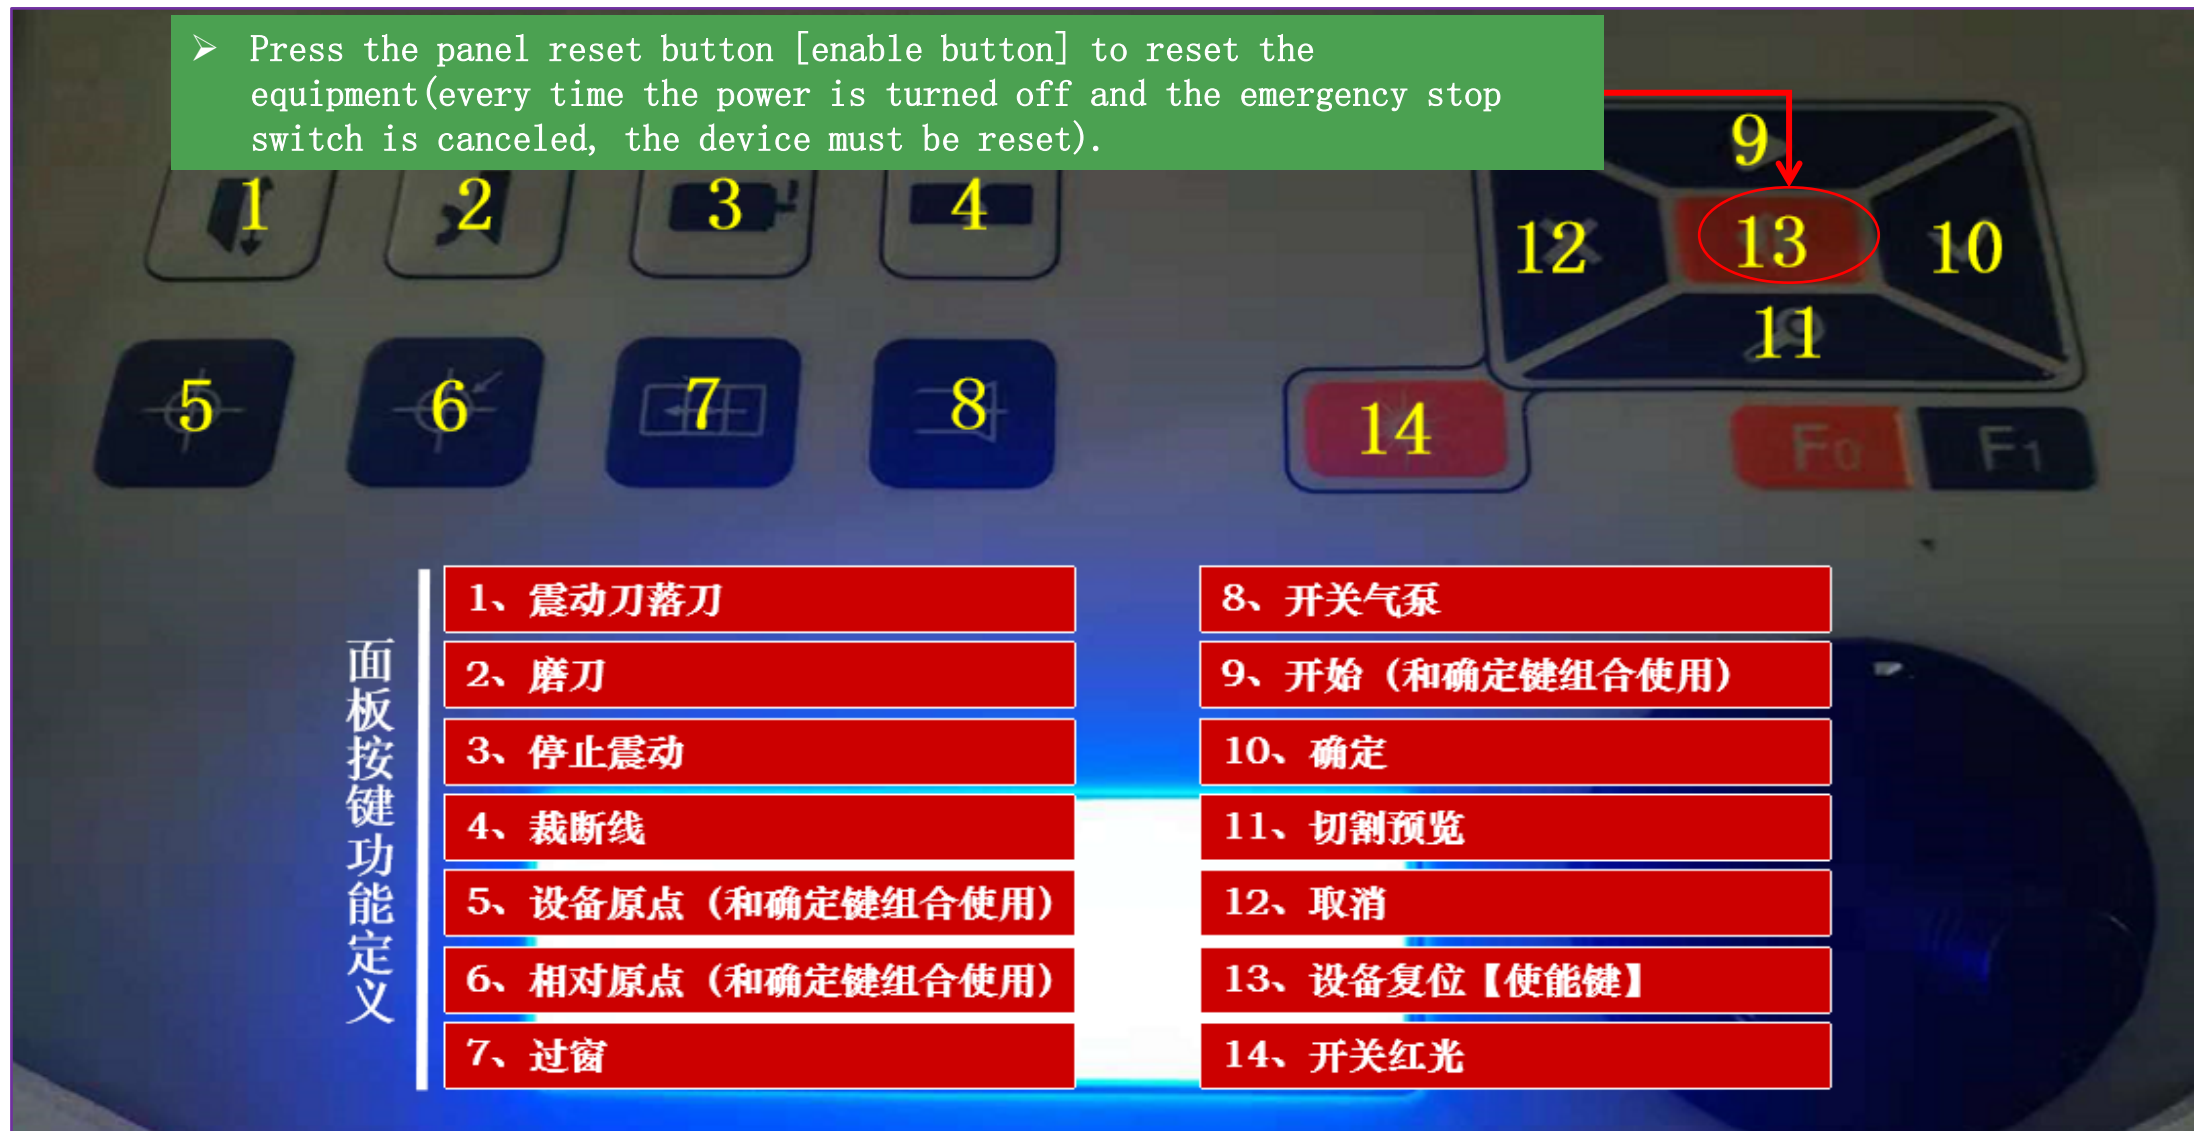 ➢ Press the panel reset button [enable button] to reset the
equipment(every time the power is turned off and the emergency stop
switch is canceled, the device must be reset).
1
2
3
4
9
12
13
10
11
5
6
7
8
14
F0
F1
面板按键功能定义
1、震动刀落刀
2、磨刀
3、停止震动
4、裁断线
5、设备原点（和确定键组合使用）
6、相对原点（和确定键组合使用）
7、过窗
8、开关气泵
9、开始（和确定键组合使用）
10、确定
11、切割预览
12、取消
13、设备复位【使能键】
14、开关红光